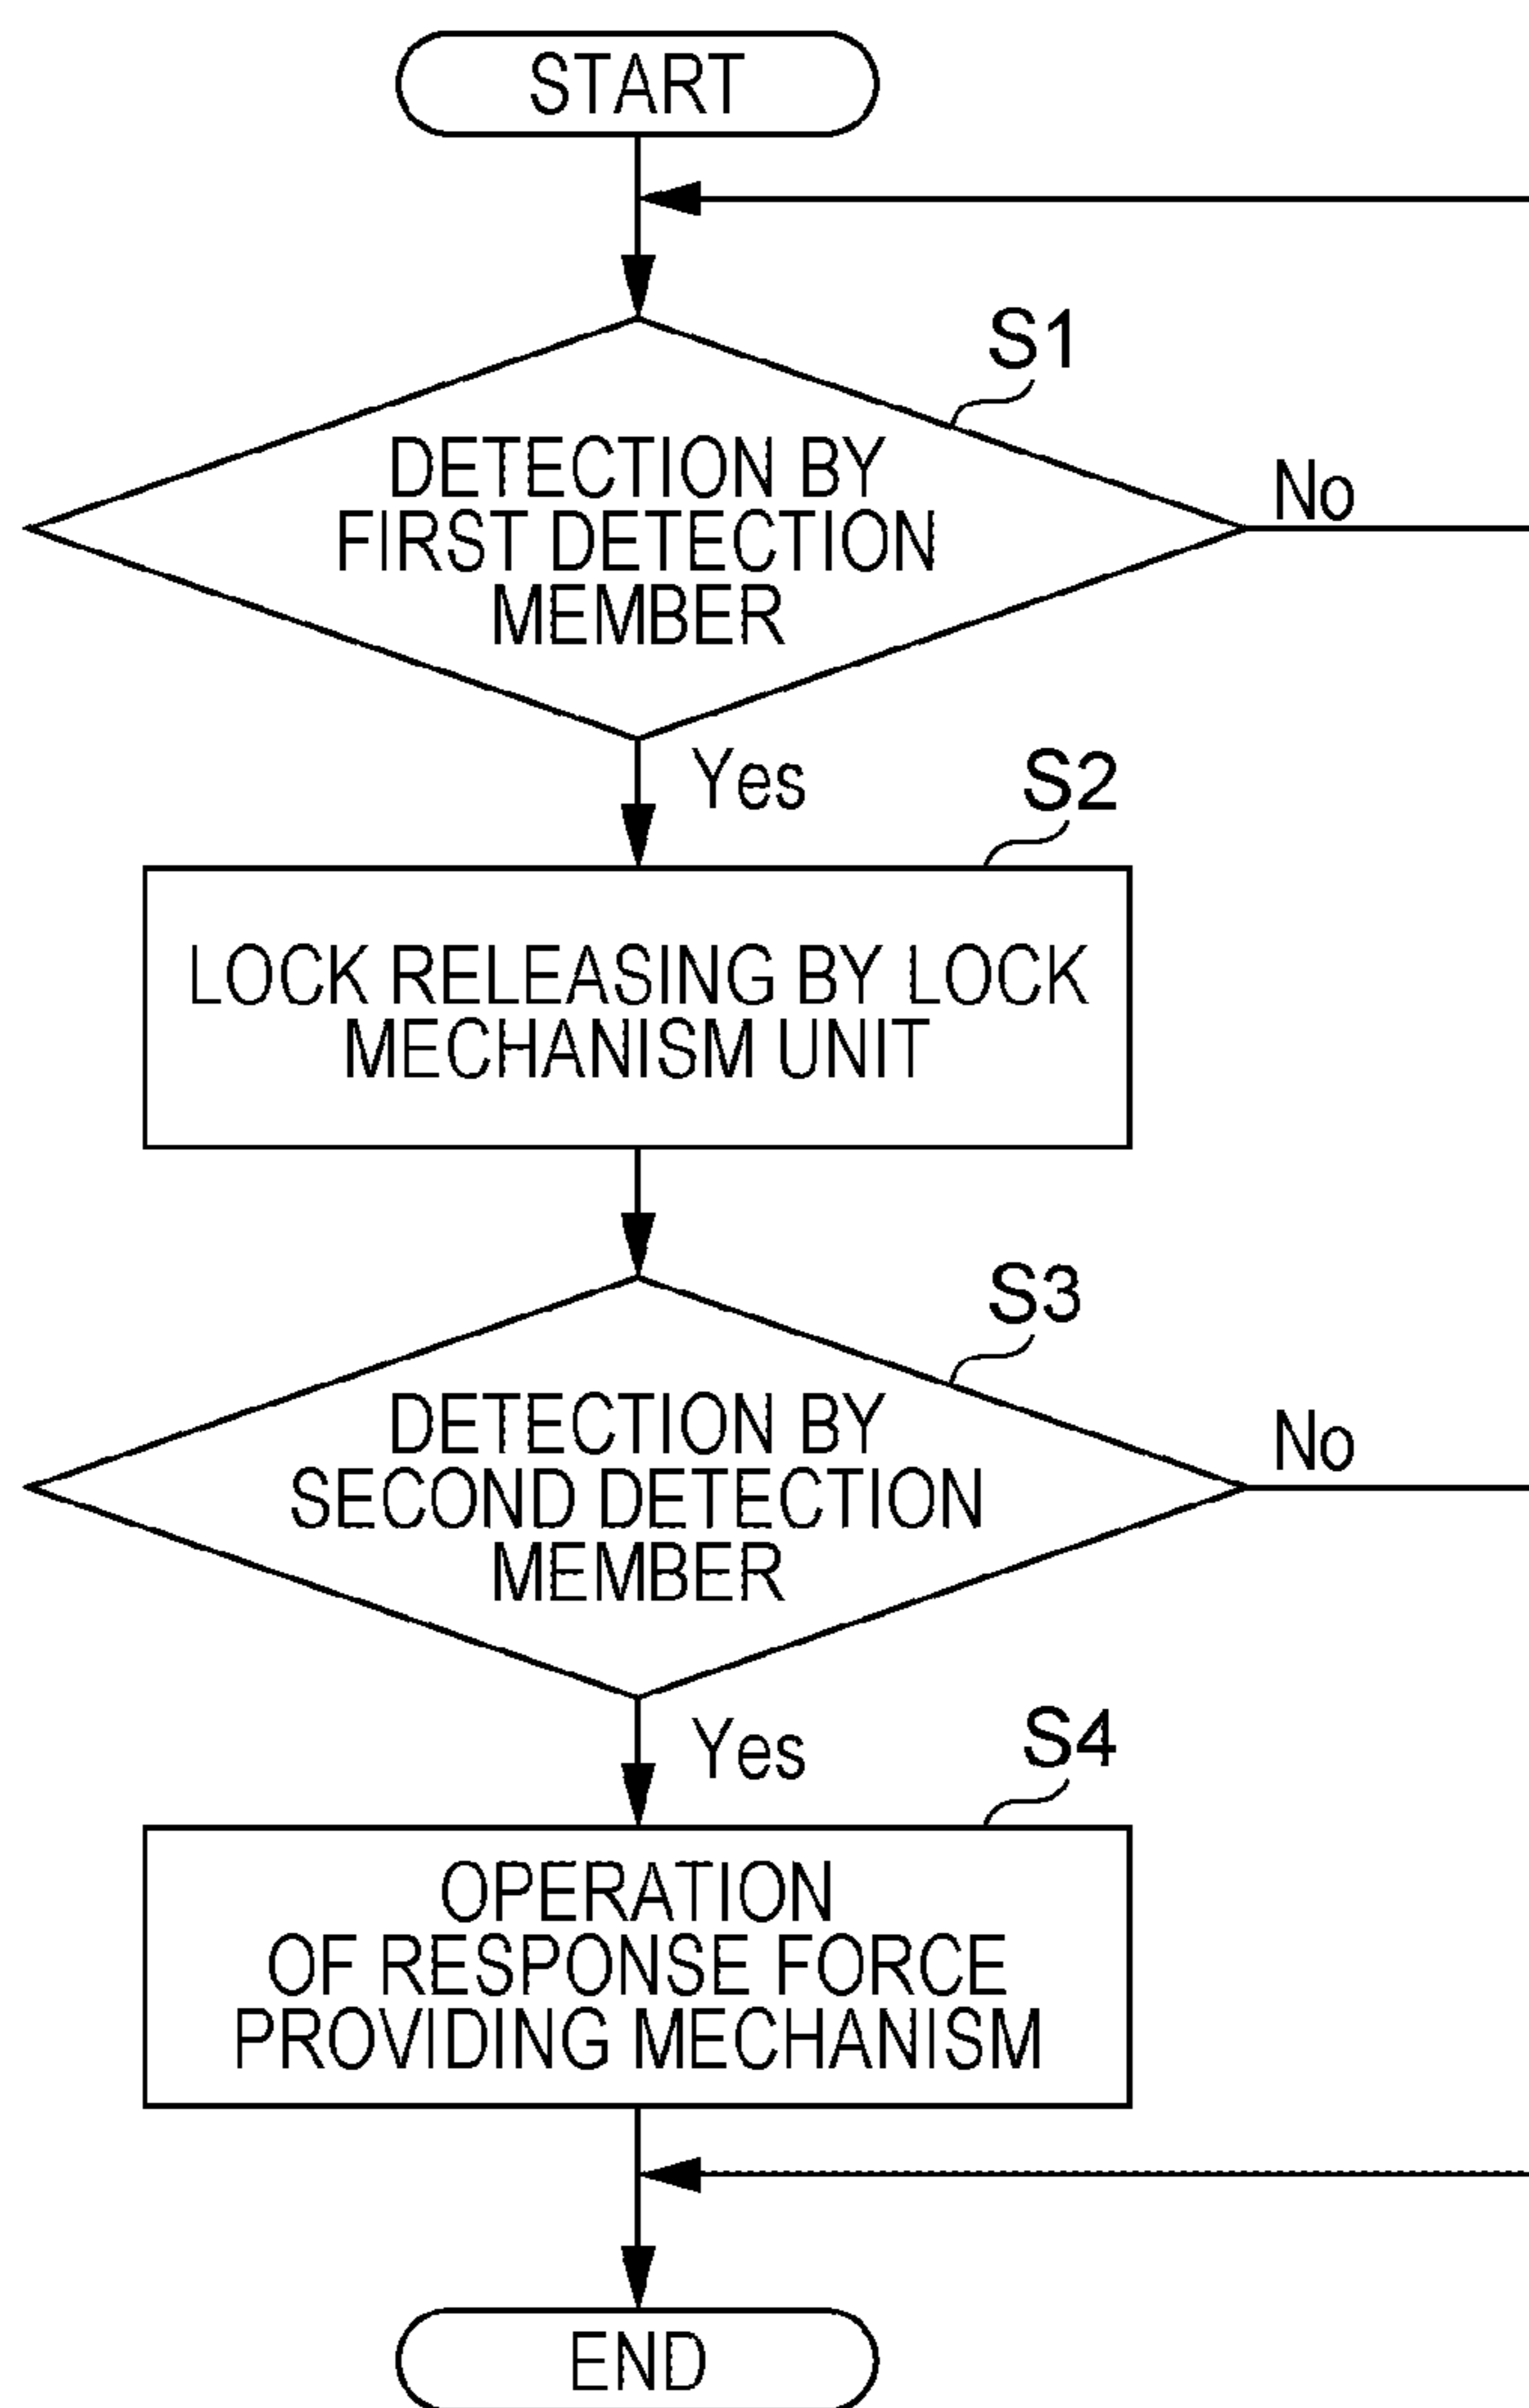 START
S1
DETECTION BY
FIRST DETECTION
MEMBER
No
Yes
S2
LOCK RELEASING BY LOCK
MECHANISM UNIT
S3
DETECTION BY
SECOND DETECTION
MEMBER
No
Yes
S4
OPERATION
OF RESPONSE FORCE
PROVIDING MECHANISM
END